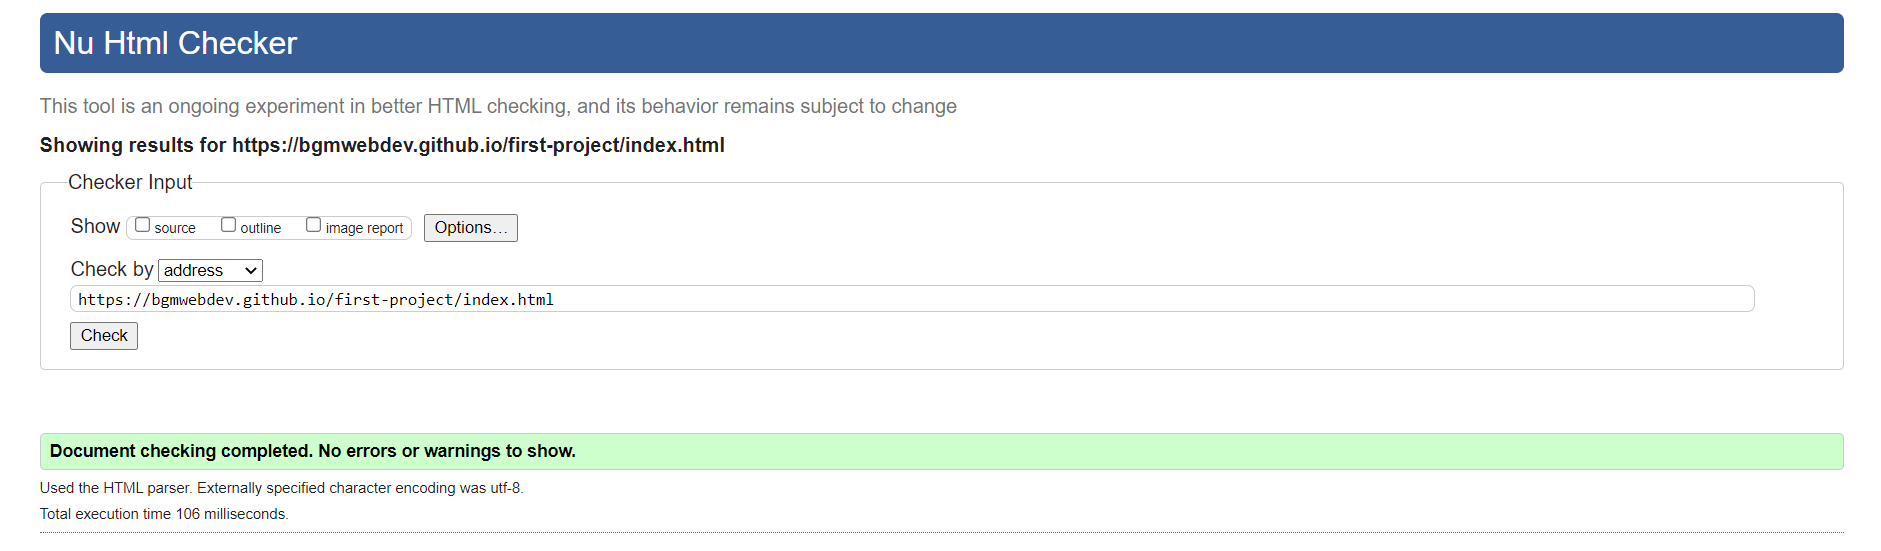 Nu Html Checker
This tool is an ongoing experiment in better HTML checking, and its behavior remains subject to change
Showing results for https://bgmwebdev.github.io/first-project/index.html
Checker Input
Show source outline image report Options…
Check by address
https://bgmwebdev.github.io/first-project/index.html
Check
Document checking completed. No errors or warnings to show.
Used the HTML parser. Externally specified character encoding was utf-8.
Total execution time 106 milliseconds.